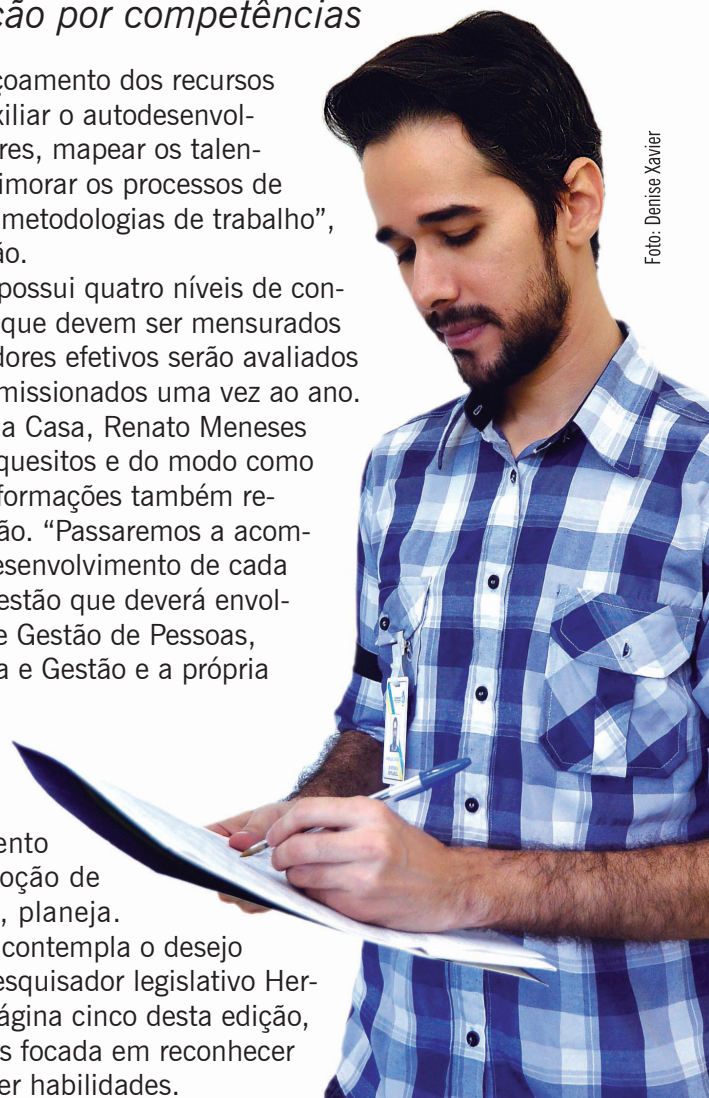 ção por competências
çoamento dos recursos
xiliar o autodesenvol-
res, mapear os talen-
imorar os processos de
metodologias de trabalho”,
ão.
possui quatro níveis de con-
que devem ser mensurados
dores efetivos serão avaliados
missionados uma vez ao ano.
a Casa, Renato Meneses
quesitos e do modo como
formações também re-
ão. “Passaremos a acom-
esenvolvimento de cada
estão que deverá envol-
e Gestão de Pessoas,
a e Gestão e a própria
ento
oção de
, planeja.
contempla o desejo
esquisador legislativo Her-
ágina cinco desta edição,
s focada em reconhecer
er habilidades.
Foto: Denise Xavier